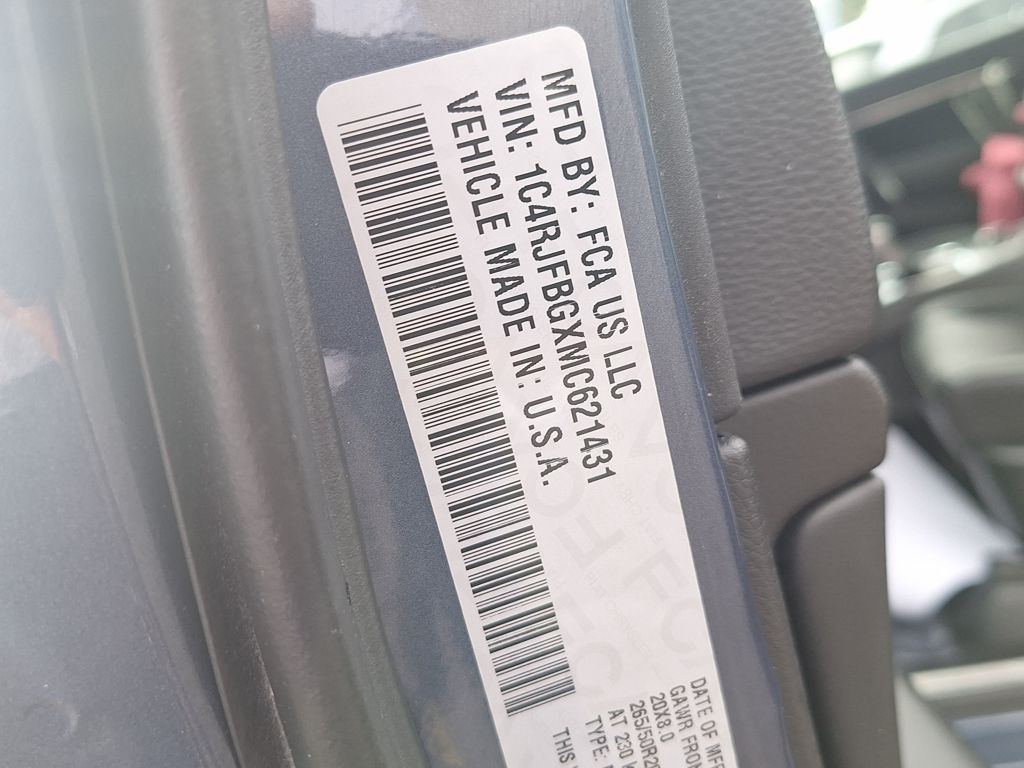 MFD BY: FCA US LLC
VIN: 1C4RJFBGXMC621431
VEHICLE MADE IN: U.S.A.
DATE OF MFR
GAWR FRON
20X8.0
265/50R20
AT 230
TYPE:
THIS